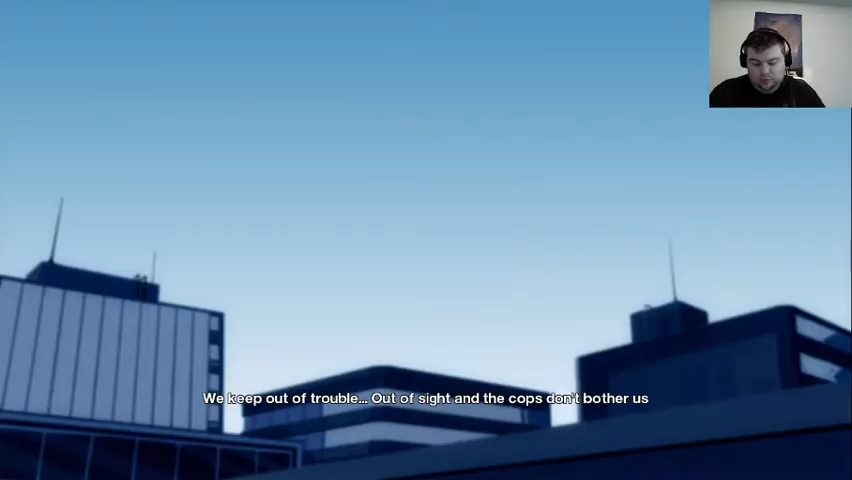 We keep out of trouble... Out of sight and the cops don't bother us